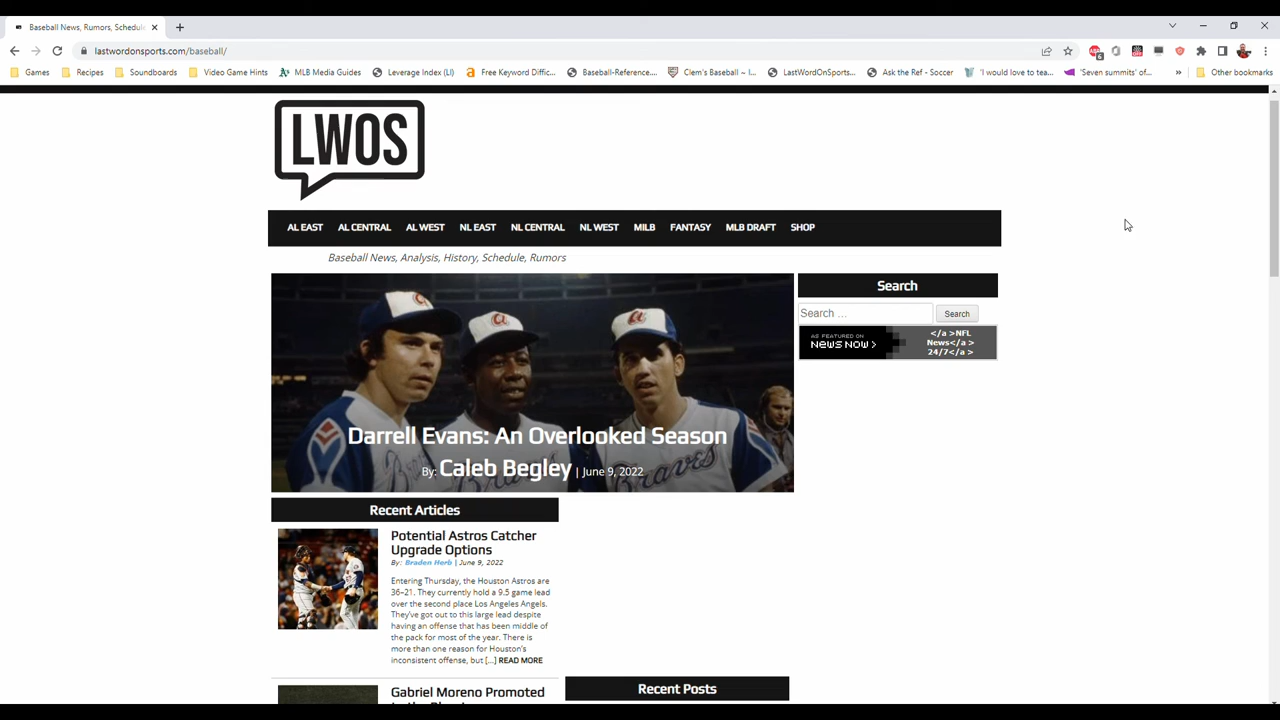 Baseball News, Rumors, Schedule
lastwordonsports.com/baseball/
Games
Recipes
Soundboards
Video Game Hints
MLB Media Guides
Leverage Index (LI)
Free Keyword Diffic...
Baseball-Reference....
Clem's Baseball ~ I...
LastWordOnSports...
Ask the Ref - Soccer
'I would love to tea...
'Seven summits' of...
»
Other bookmarks
LWOS
AL EAST
AL CENTRAL
AL WEST
NL EAST
NL CENTRAL
NL WEST
MILB
FANTASY
MLB DRAFT
SHOP
Baseball News, Analysis, History, Schedule, Rumors
Braves
Darrell Evans: An Overlooked Season
By: Caleb Begley | June 9, 2022
Search
Search ...
Search
AS FEATURED ON
NEWS NOW >
</a >NFL
News</a >
24/7</a >
Recent Articles
Potential Astros Catcher
Upgrade Options
By: Braden Herb | June 9, 2022
Entering Thursday, the Houston Astros are
36–21. They currently hold a 9.5 game lead
over the second place Los Angeles Angels.
They've got out to this large lead despite
having an offense that has been middle of
the pack for most of the year. There is
more than one reason for Houston's
inconsistent offense, but [...] READ MORE
Gabriel Moreno Promoted
Recent Posts